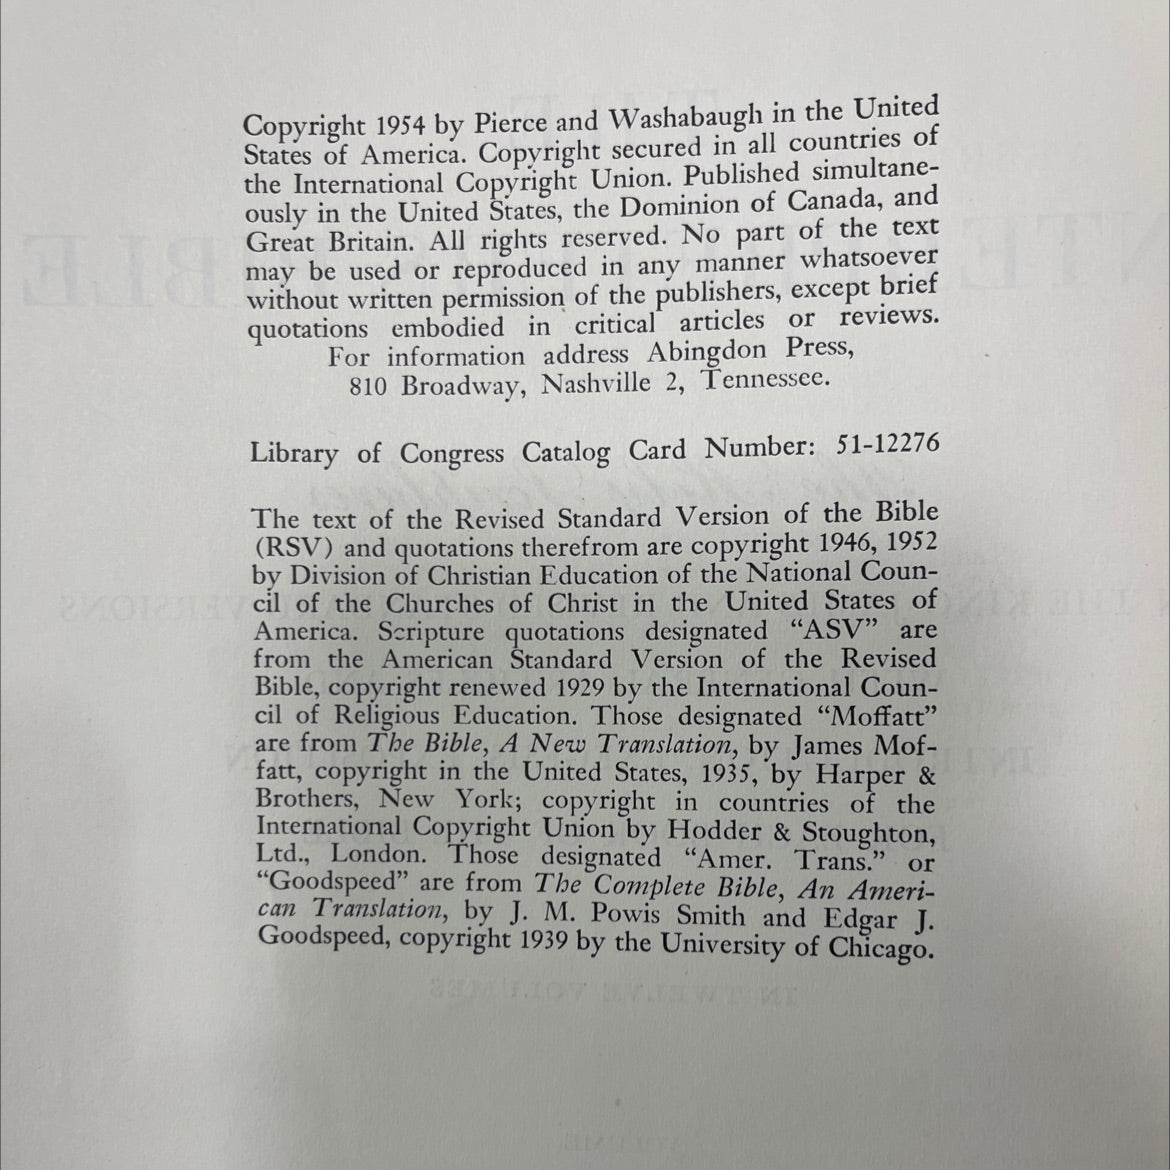 Copyright 1954 by Pierce and Washabaugh in the United
States of America. Copyright secured in all countries of
the International Copyright Union. Published simultane-
ously in the United States, the Dominion of Canada, and
Great Britain. All rights reserved. No part of the text
may be used or reproduced in any manner whatsoever
without written permission of the publishers, except brief
quotations embodied in critical articles or reviews.
For information address Abingdon Press,
810 Broadway, Nashville 2, Tennessee.
Library of Congress Catalog Card Number: 51-12276
The text of the Revised Standard Version of the Bible
(RSV) and quotations therefrom are copyright 1946, 1952
by Division of Christian Education of the National Coun-
cil of the Churches of Christ in the United States of
America. Scripture quotations designated “ASV” are
from the American Standard Version of the Revised
Bible, copyright renewed 1929 by the International Coun-
cil of Religious Education. Those designated “Moffatt”
are from The Bible, A New Translation, by James Mof-
fatt, copyright in the United States, 1935, by Harper &
Brothers, New York; copyright in countries of the
International Copyright Union by Hodder & Stoughton,
Ltd., London. Those designated “Amer. Trans.” or
“Goodspeed” are from The Complete Bible, An Ameri-
can Translation, by J. M. Powis Smith and Edgar J.
Goodspeed, copyright 1939 by the University of Chicago.